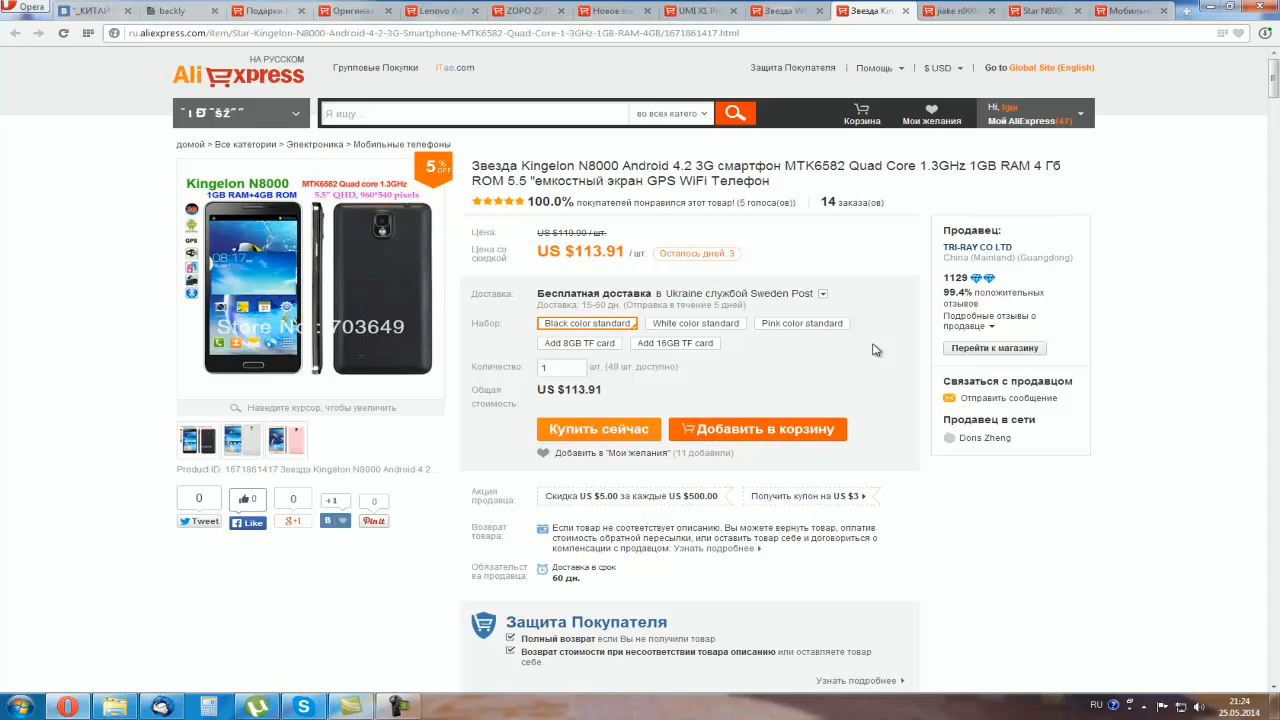 Opera
"_КИТАЙ
backly
Подарки
Оригинал
Lenovo A8
ZOPO ZP7
Новое пос
UMI X1 Pro
Звезда We
Звезда King
jiake n900
Star N8000
Мобильн
ru.aliexpress.com/item/Star-Kingelon-N8000-Android-4-2-3G-Smartphone-MTK6582-Quad-Core-1-3GHz-1GB-RAM-4GB/1671861417.html
НА РУССКОМ
AliExpress
Групповые Покупки
iTao.com
Защита Покупателя
Помощь
$ USD
Go to Global Site (English)
Я ищу...
во всех катего
Корзина
Мои желания
Hi, Iger
Мой AliExpress(47)
домой > Все категории > Электроника > Мобильные телефоны
5 % OFF
Kingelon N8000
MTK6582 Quad core 1.3GHz
1GB RAM+4GB ROM
5.5" QHD, 960*540 pixels
GPS
08:17
Store No.: 703649
Наведите курсор, чтобы увеличить
Product ID: 1671861417 Звезда Kingelon N8000 Android 4.2 ...
0
0
0
+1
0
Tweet
Like
g+1
B
Pin it
Звезда Kingelon N8000 Android 4.2 3G смартфон MTK6582 Quad Core 1.3GHz 1GB RAM 4 Гб
ROM 5.5 "емкостный экран GPS WiFi Телефон
100.0% покупателей понравился этот товар! (5 голоса(ов))
14 заказа(ов)
Цена:
US $119.90 / шт.
Цена со скидкой:
US $113.91 / шт.
Осталось дней. 3
Доставка:
Бесплатная доставка в Ukraine службой Sweden Post
Доставка: 15-60 дн. (Отправка в течение 5 дней)
Набор:
Black color standard
White color standard
Pink color standard
Add 8GB TF card
Add 16GB TF card
Количество:
1
шт. (49 шт. доступно)
Общая стоимость:
US $113.91
Купить сейчас
Добавить в корзину
Добавить в "Мои желания" (11 добавили)
Акция продавца:
Скидка US $5.00 за каждые US $500.00
Получить купон на US $3
Возврат товара:
Если товар не соответствует описанию, Вы можете вернуть товар, оплатив
стоимость обратной пересылки, или оставить товар себе и договориться о
компенсации с продавцом. Узнать подробнее
Обязательст
ва продавца:
Доставка в срок
60 дн.
Защита Покупателя
Полный возврат если Вы не получили товар
Возврат стоимости при несоответствии товара описанию или оставляете товар
себе
Узнать подробнее
Продавец:
TRI-RAY CO LTD
China (Mainland) (Guangdong)
1129
99.4% положительных
отзывов
Подробные отзывы о
продавце
Перейти к магазину
Связаться с продавцом
Отправить сообщение
Продавец в сети
Doris Zheng
RU
21:24
25.05.2014